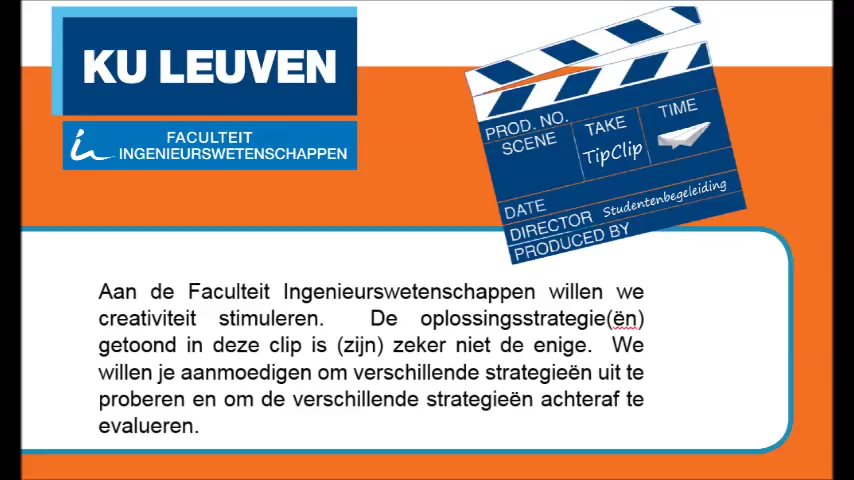 KU LEUVEN
FACULTEIT
INGENIEURSWETENSCHAPPEN
PROD. NO.
SCENE
TAKE
TipClip
TIME
DATE
DIRECTOR Studentenbegeleiding
PRODUCED BY
Aan de Faculteit Ingenieurswetenschappen willen we
creativiteit stimuleren. De oplossingsstrategie(ën)
getoond in deze clip is (zijn) zeker niet de enige. We
willen je aanmoedigen om verschillende strategieën uit te
proberen en om de verschillende strategieën achteraf te
evalueren.